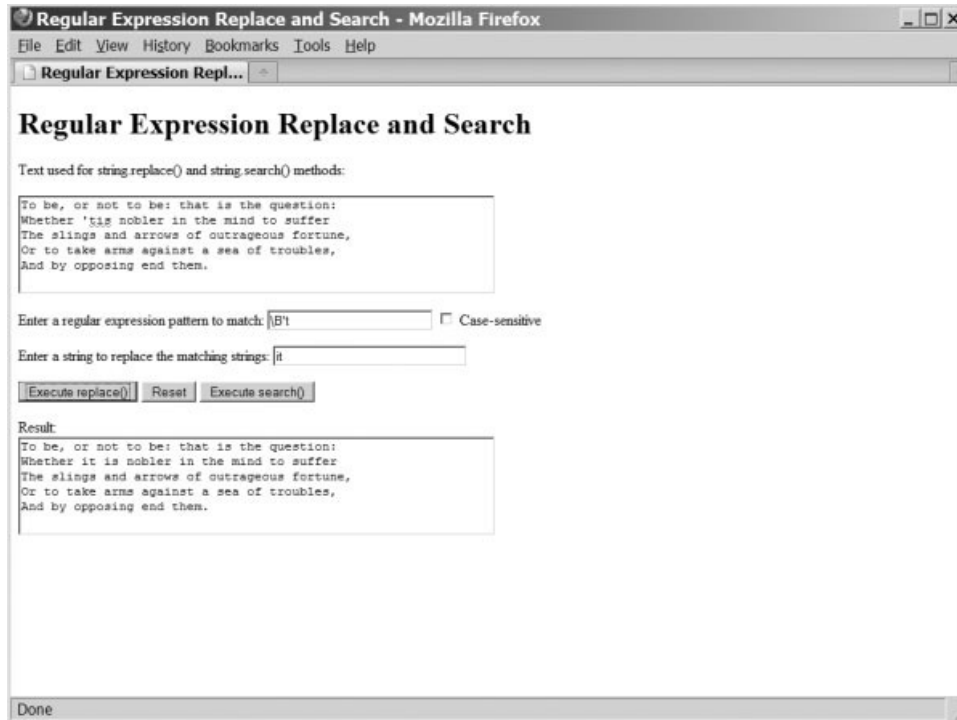 Regular Expression Replace and Search - Mozilla Firefox
File Edit View History Bookmarks Tools Help
Regular Expression Repl...
Regular Expression Replace and Search
Text used for string.replace() and string.search() methods:
To be, or not to be: that is the question:
Whether 'tis nobler in the mind to suffer
The slings and arrows of outrageous fortune,
Or to take arms against a sea of troubles,
And by opposing end them.
Enter a regular expression pattern to match: \B't Case-sensitive
Enter a string to replace the matching strings: it
Execute replace() Reset Execute search()
Result:
To be, or not to be: that is the question:
Whether it is nobler in the mind to suffer
The slings and arrows of outrageous fortune,
Or to take arms against a sea of troubles,
And by opposing end them.
Done